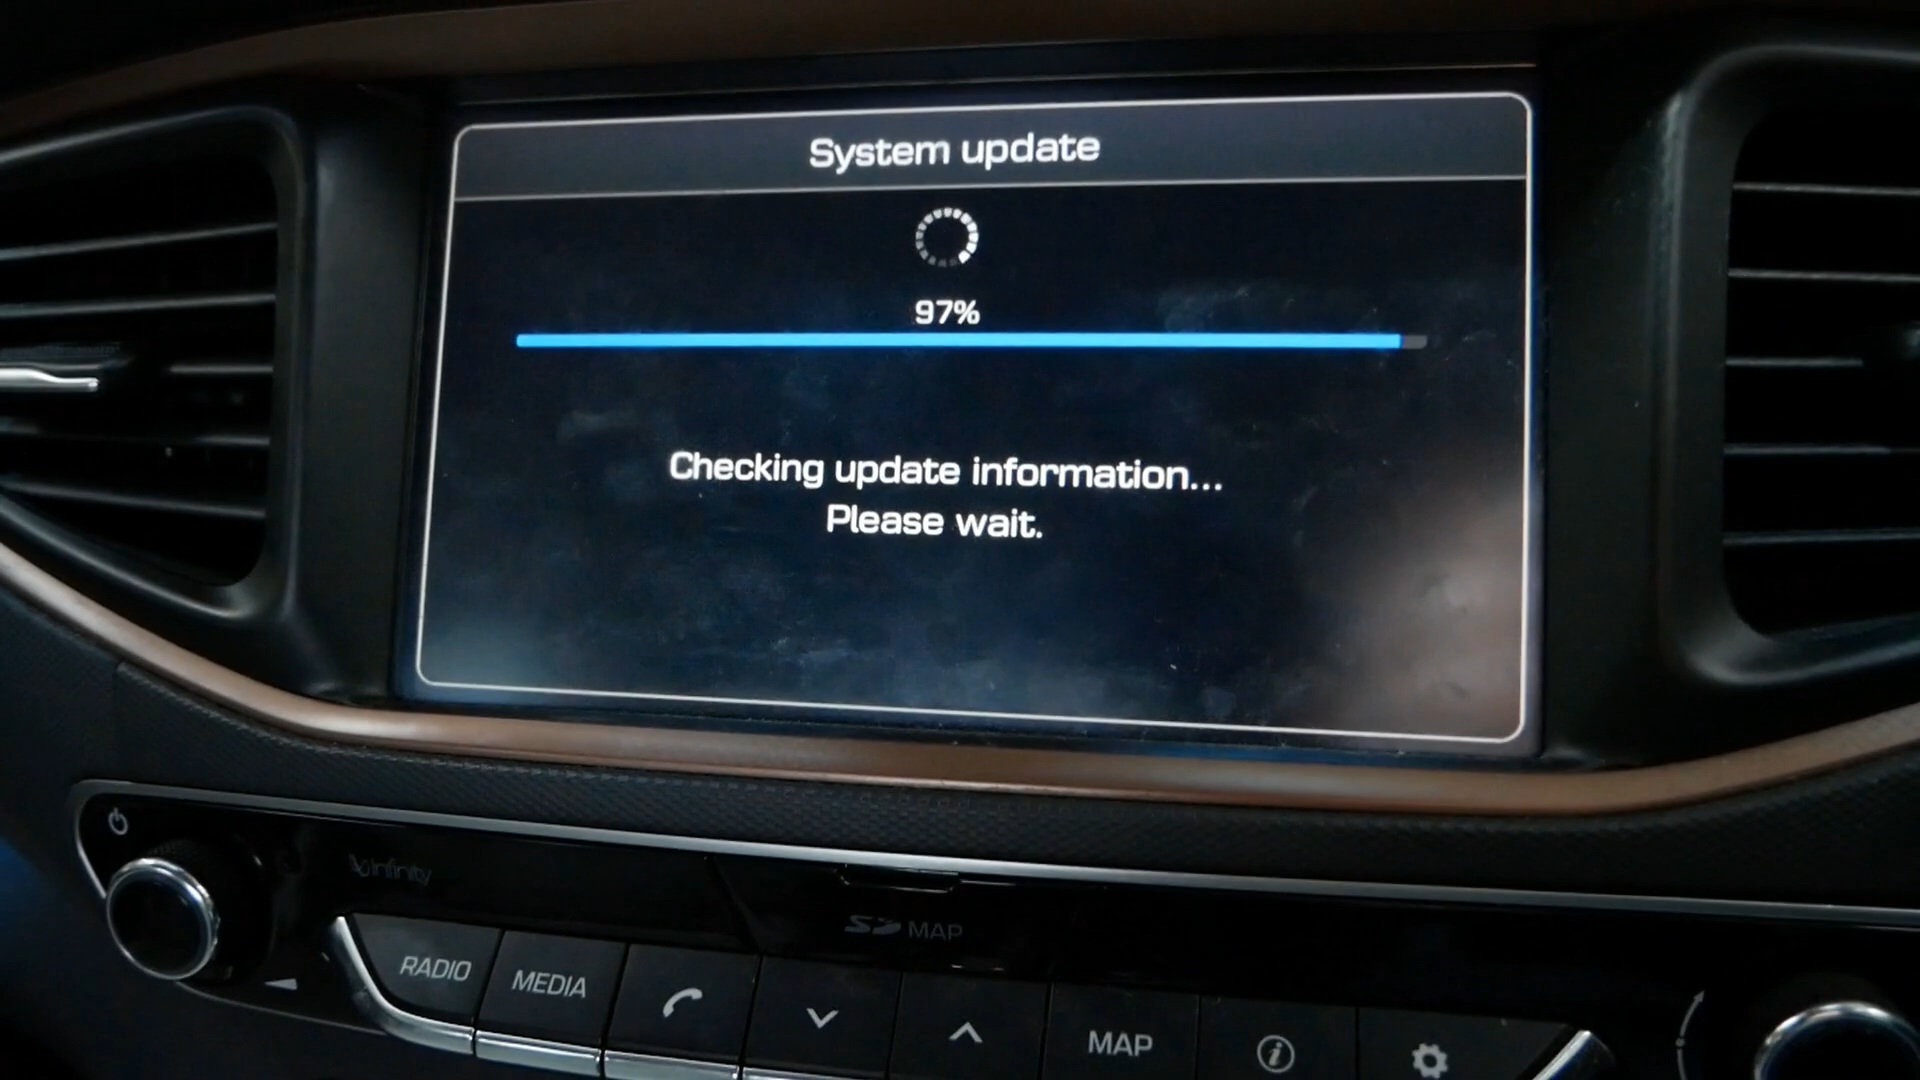 System update
97%
Checking update information...
Please wait.
infinity
SD MAP
RADIO
MEDIA
MAP